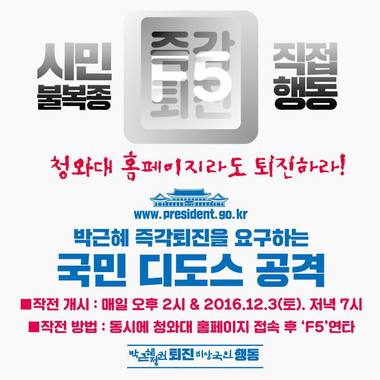 시민
불복종
즉각
퇴진
F5
직접
행동
청와대 홈페이지라도 퇴진하라!
www.president.go.kr
박근혜 즉각퇴진을 요구하는
국민 디도스 공격
■작전 개시 : 매일 오후 2시 & 2016.12.3(토). 저녁 7시
■작전 방법 : 동시에 청와대 홈페이지 접속 후 'F5'연타
박근혜정권 퇴진 비상국민행동